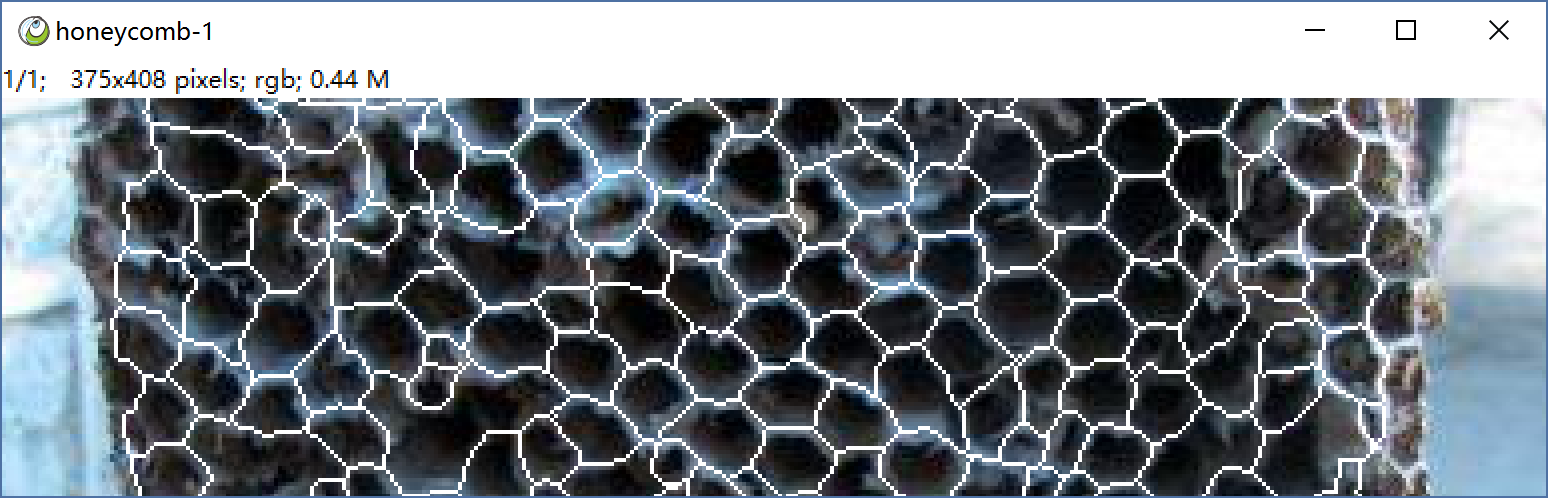 honeycomb-1
1/1; 375x408 pixels; rgb; 0.44 M